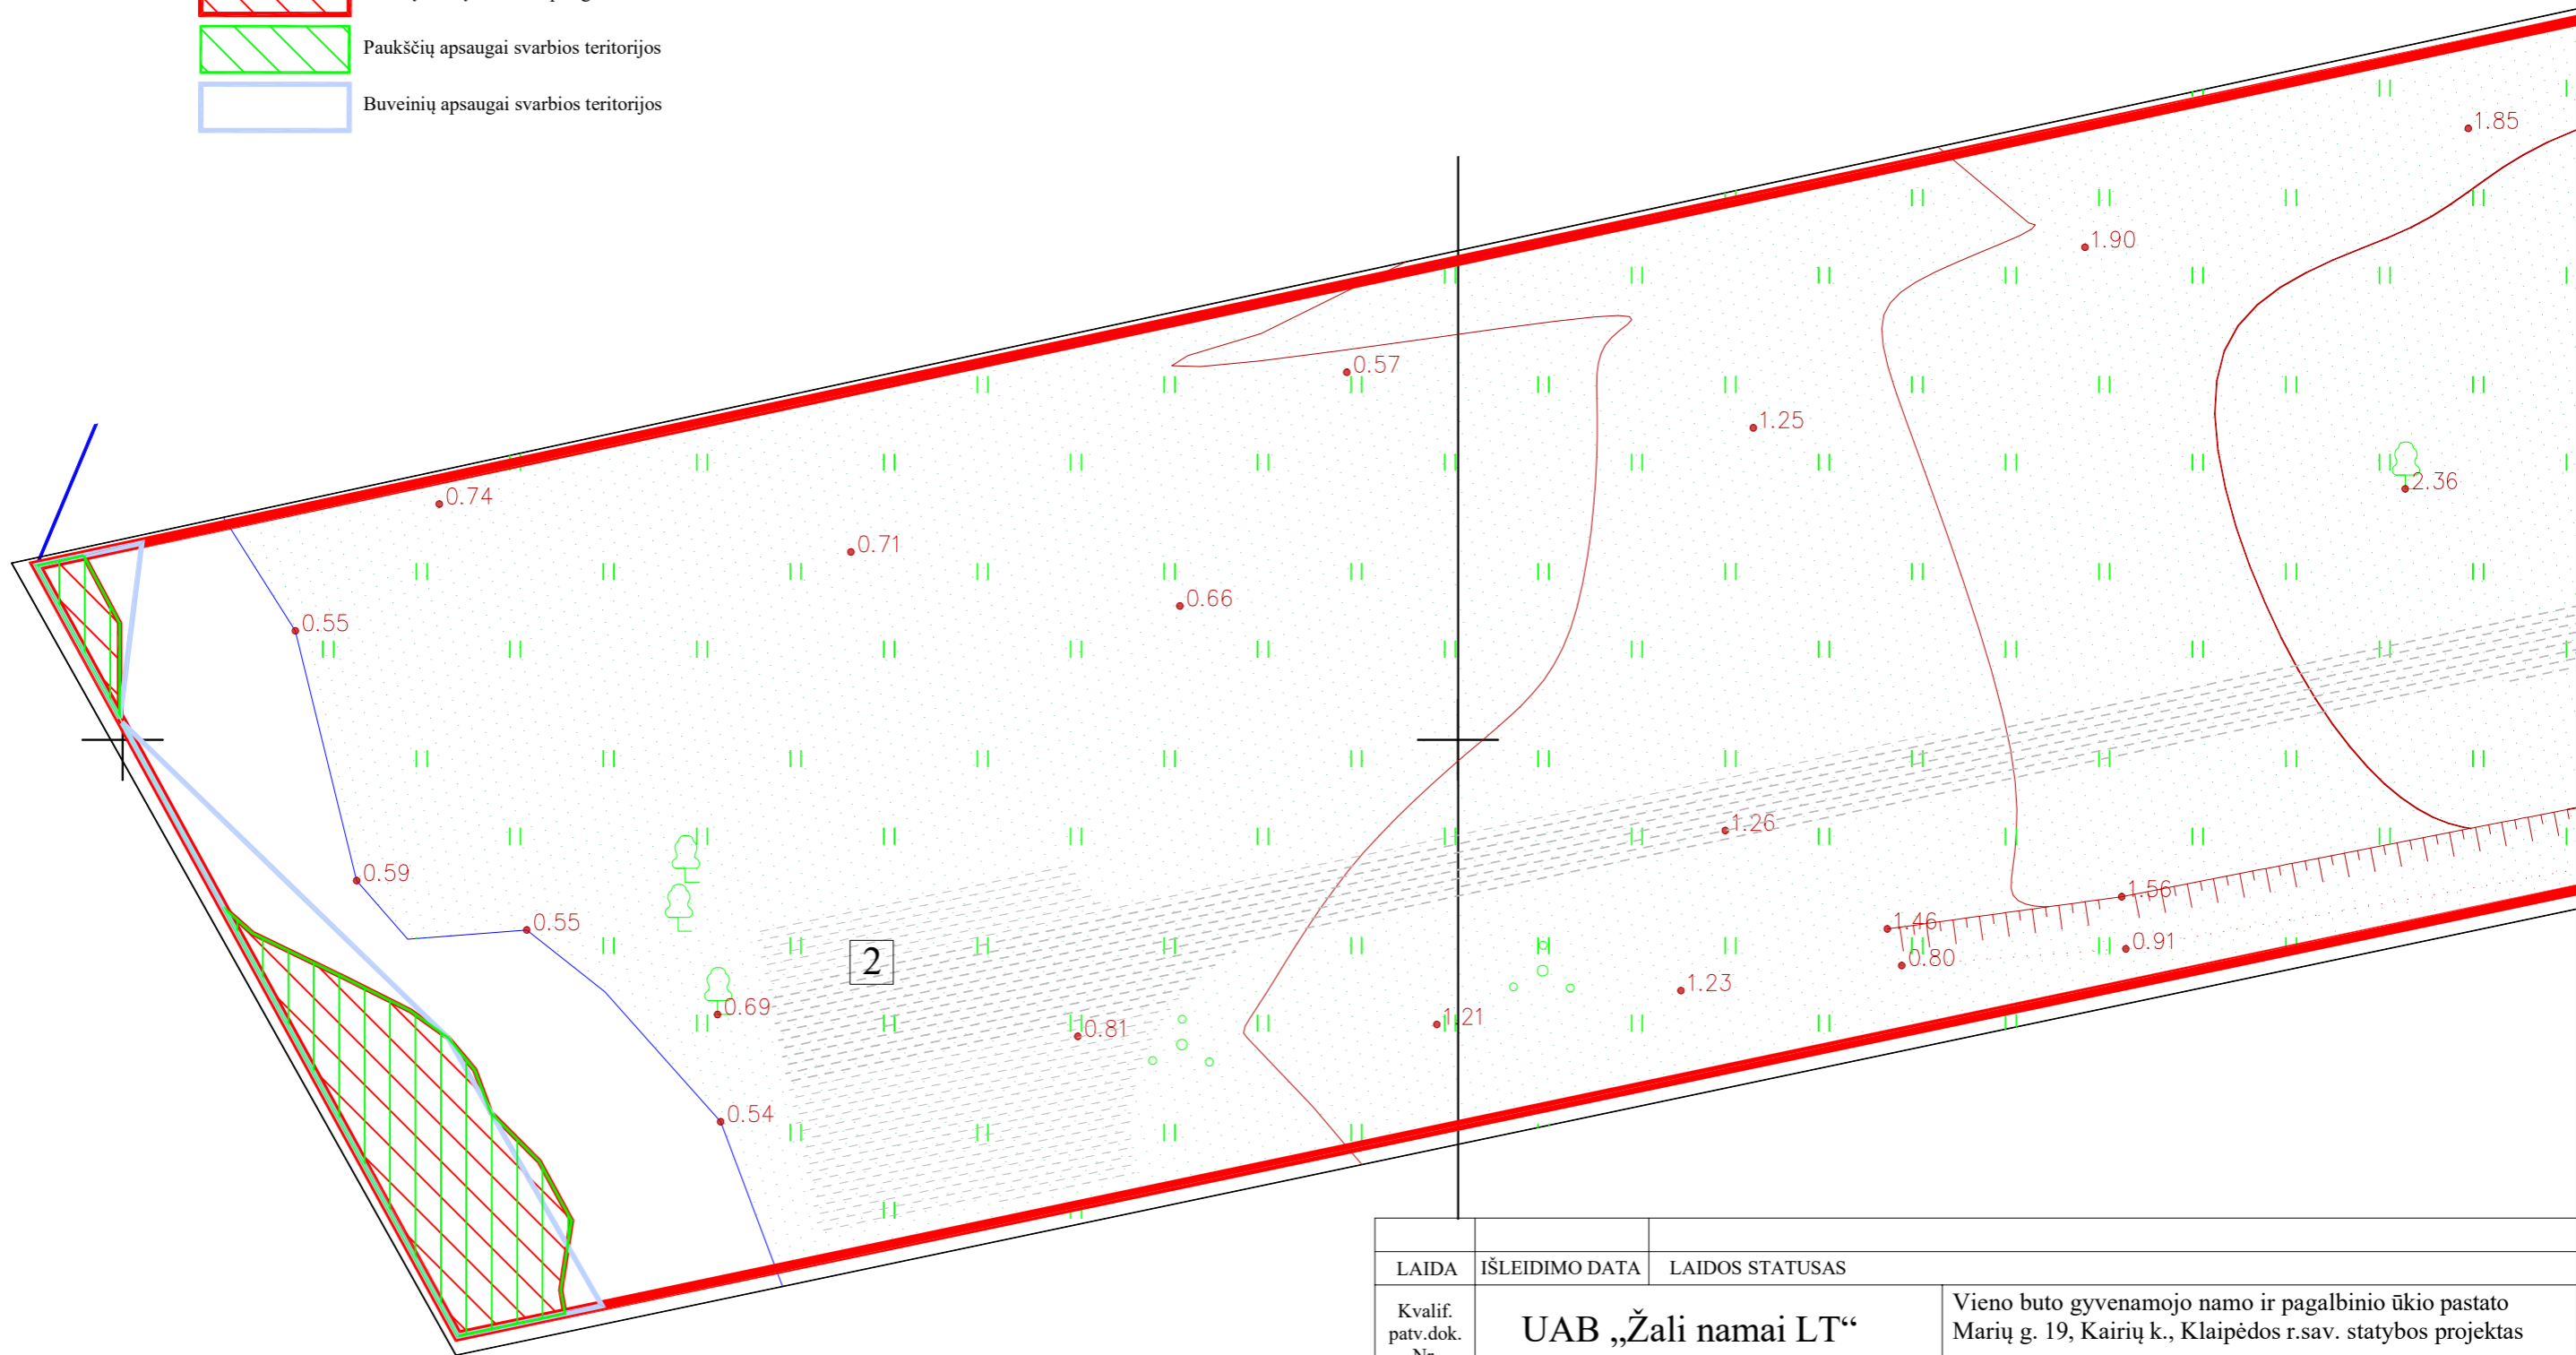 Paukščių apsaugai svarbios teritorijos
Buveinių apsaugai svarbios teritorijos
1.85
1.90
0.57
1.25
2.36
0.74
0.71
0.66
0.55
1.26
0.59
1.56
0.55
1.46
0.91
2
0.80
1.23
0.69
1.21
0.81
0.54
LAIDA IŠLEIDIMO DATA LAIDOS STATUSAS
Kvalif.
patv.dok.
UAB „Žali namai LT“
Vieno buto gyvenamojo namo ir pagalbinio ūkio pastato
Marių g. 19, Kairių k., Klaipėdos r.sav. statybos projektas